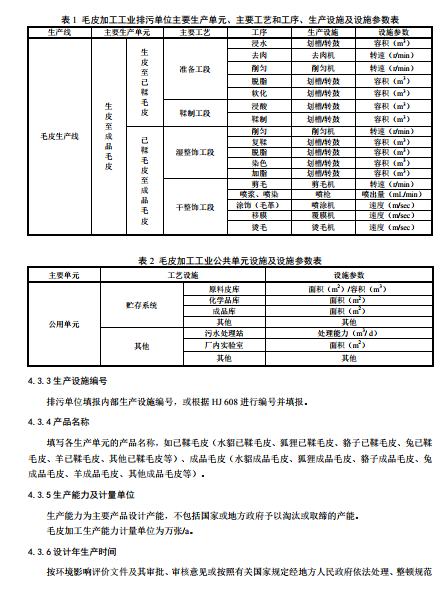 表 1 毛皮加工工业排污单位主要生产单元、主要工艺和工序、生产设施及设施参数表
生产线 主要生产单元 主要工艺 工序 生产设施 设施参数
毛皮生产线 生皮至成品毛皮 生皮至已鞣毛皮 准备工段 浸水 划槽/转鼓 容积（m³）
去肉 去肉机 转速（r/min）
削匀 削匀机 转速（r/min）
脱脂 划槽/转鼓 容积（m³）
软化 划槽/转鼓 容积（m³）
鞣制工段 浸酸 划槽/转鼓 容积（m³）
鞣制 划槽/转鼓 容积（m³）
已鞣毛皮至成品毛皮 湿整饰工段 削匀 削匀机 转速（r/min）
复鞣 划槽/转鼓 容积（m³）
脱脂 划槽/转鼓 容积（m³）
染色 划槽/转鼓 容积（m³）
加脂 划槽/转鼓 容积（m³）
干整饰工段 剪毛 剪毛机 转速（r/min）
喷浆、喷染 喷枪 喷出量（mL/min）
涂饰（毛革） 喷涂机 速度（m/sec）
移膜 覆膜机 速度（m/sec）
烫毛 烫毛机 速度（m/sec）
表 2 毛皮加工工业公共单元设施及设施参数表
主要单元 工艺设施 设施参数
公用单元 贮存系统 原料皮库 面积（m²）/容积（m³）
化学品库 面积（m²）
成品库 面积（m²）
其他 其他
其他 污水处理站 处理能力（m³/ d）
厂内实验室 面积（m²）
其他 其他
4.3.3 生产设施编号
排污单位填报内部生产设施编号，或根据 HJ 608 进行编号并填报。
4.3.4 产品名称
填写各生产单元的产品名称，如已鞣毛皮（水貂已鞣毛皮、狐狸已鞣毛皮、貉子已鞣毛皮、兔已鞣
毛皮、羊已鞣毛皮、其他已鞣毛皮等）、成品毛皮（水貂成品毛皮、狐狸成品毛皮、貉子成品毛皮、兔
成品毛皮、羊成品毛皮、其他成品毛皮等）。
4.3.5 生产能力及计量单位
生产能力为主要产品设计产能，不包括国家或地方政府予以淘汰或取缔的产能。
毛皮加工生产能力计量单位为万张/a。
4.3.6 设计年生产时间
按环境影响评价文件及其审批、审核意见或按照有关国家规定经地方人民政府依法处理、整顿规范